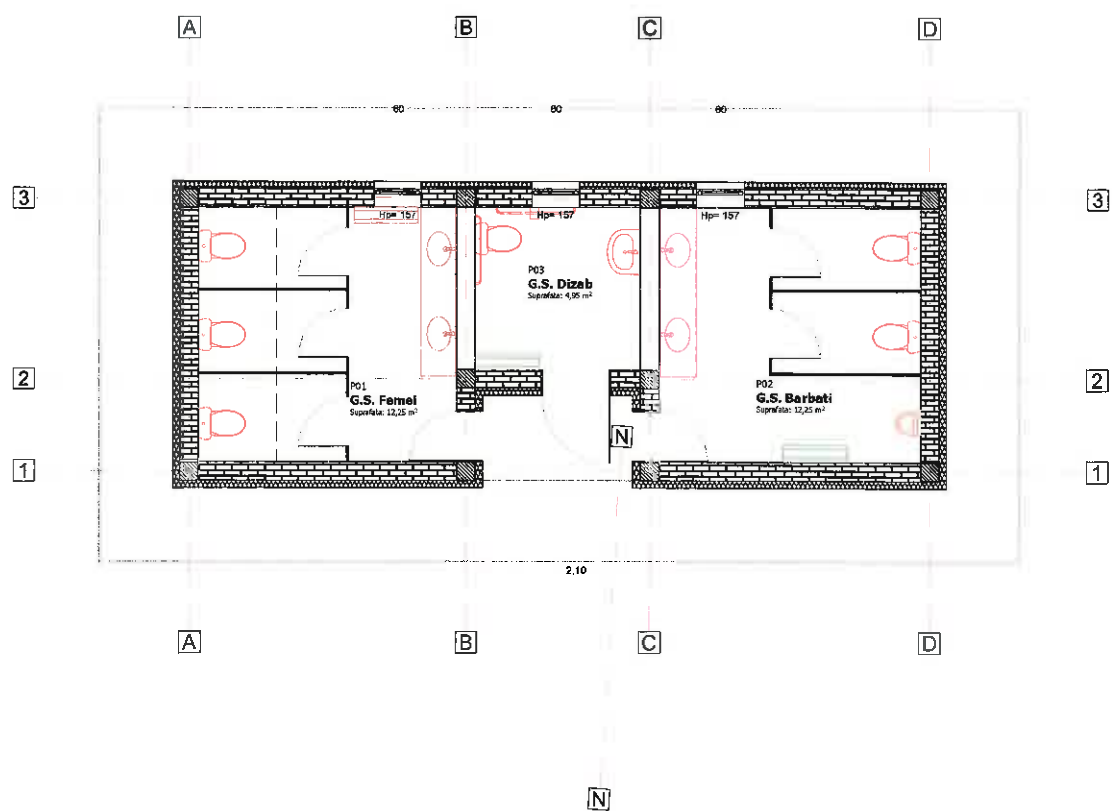 A B C D
60 60 60
3 3
Hp= 157 Hp= 157 Hp= 157
P03
G.S. Dizab
Suprafata: 4,95 m²
2 2
P01
G.S. Femei
Suprafata: 12,25 m²
P02
G.S. Barbati
Suprafata: 12,25 m²
N
1 1
2,10
A B C D
N